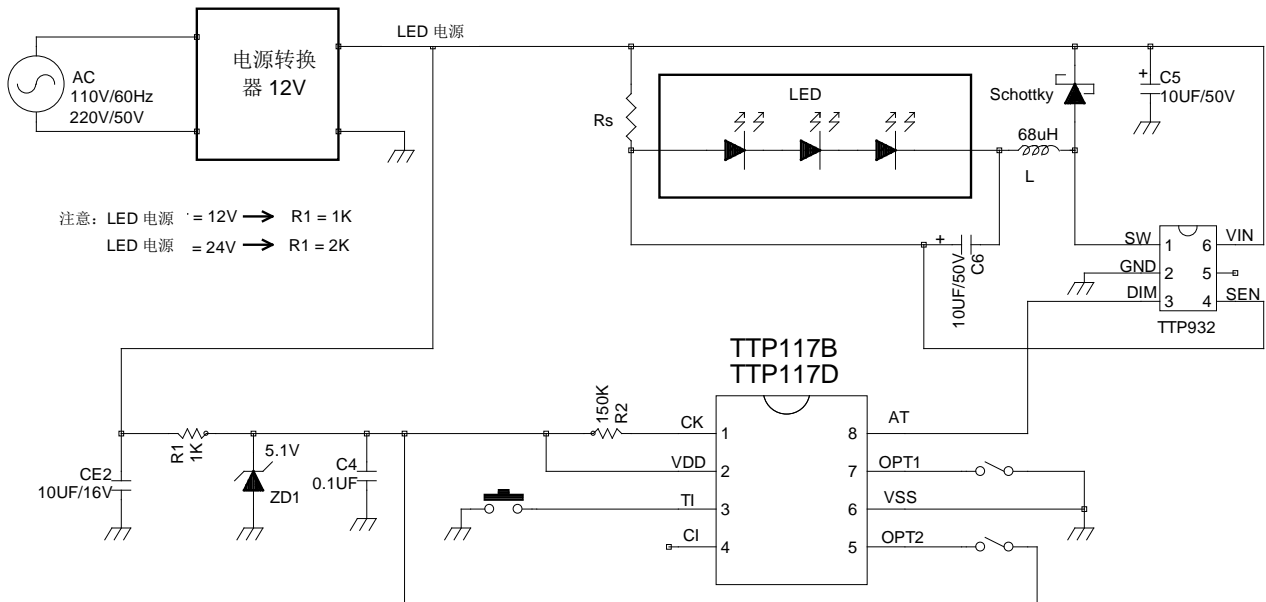 LED 电源
电源转换
器 12V
AC
110V/60Hz
220V/50V
LED
Rs
Schottky
+
C5
10UF/50V
68uH
L
注意: LED 电源 = 12V R1 = 1K
LED 电源 = 24V R1 = 2K
+
10UF/50V
C6
SW 1 6 VIN
GND 2 5
DIM 3 4 SEN
TTP932
TTP117B
TTP117D
150K
R2
CK 1 8 AT
VDD 2 7 OPT1
TI 3 6 VSS
CI 4 5 OPT2
R1
1K
5.1V
ZD1
C4
0.1UF
CE2
10UF/16V